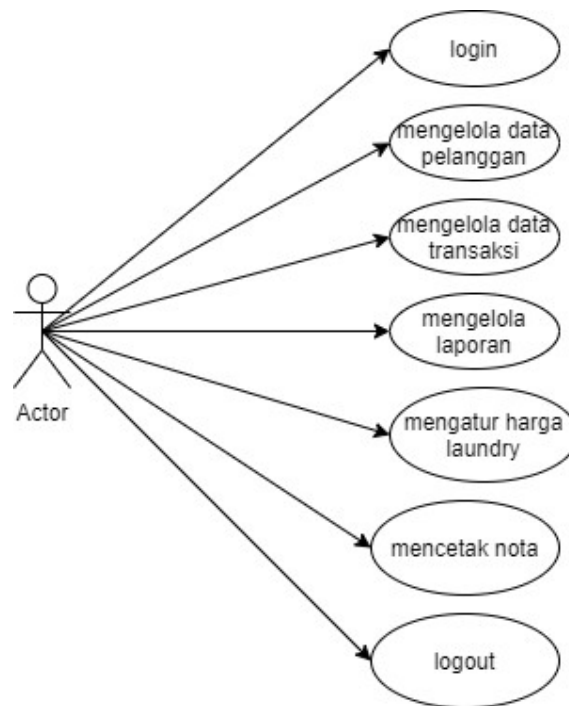 login
mengelola data
pelanggan
mengelola data
transaksi
mengelola
laporan
Actor
mengatur harga
laundry
mencetak nota
logout